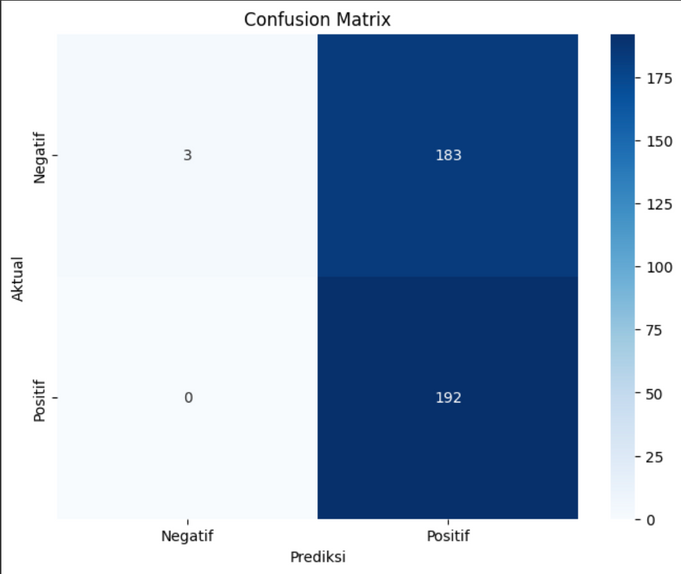 Confusion Matrix
Negatif
3
183
Aktual
Positif
0
192
Negatif
Positif
Prediksi
175
150
125
100
75
50
25
0